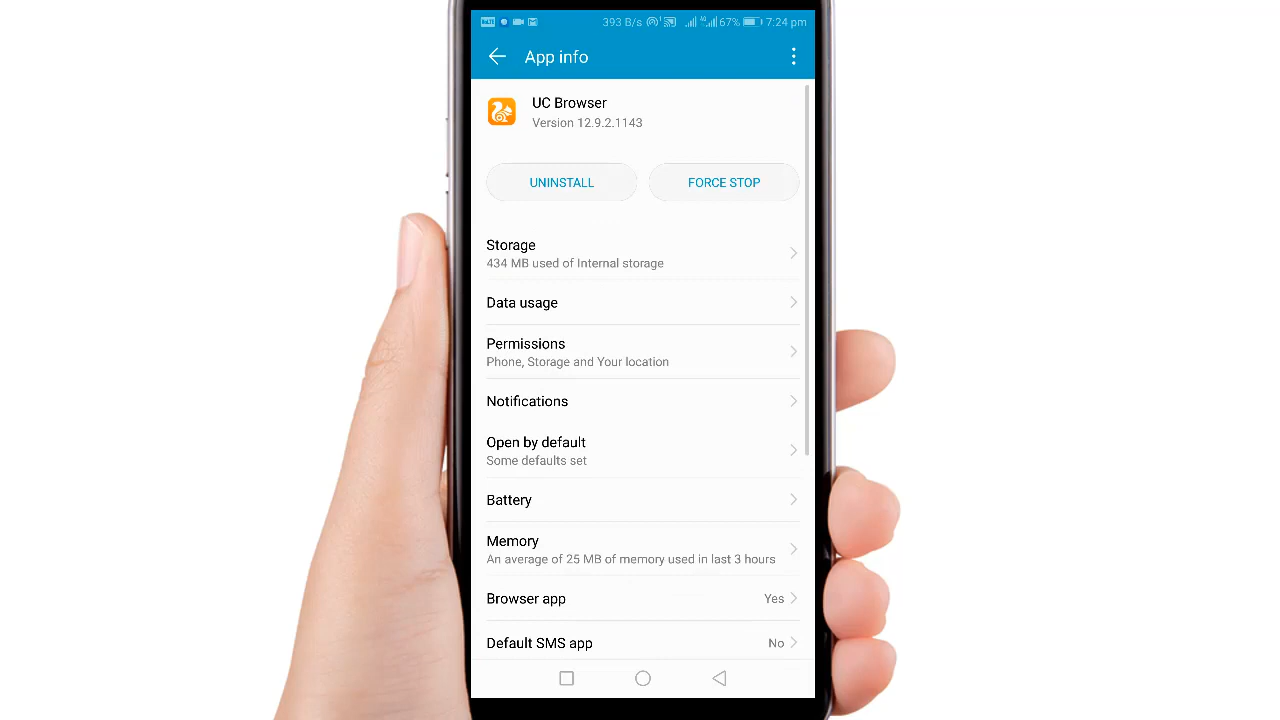 393 B/s 67% 7:24 pm
App info
UC Browser
Version 12.9.2.1143
UNINSTALL FORCE STOP
Storage
434 MB used of Internal storage
Data usage
Permissions
Phone, Storage and Your location
Notifications
Open by default
Some defaults set
Battery
Memory
An average of 25 MB of memory used in last 3 hours
Browser app Yes
Default SMS app No